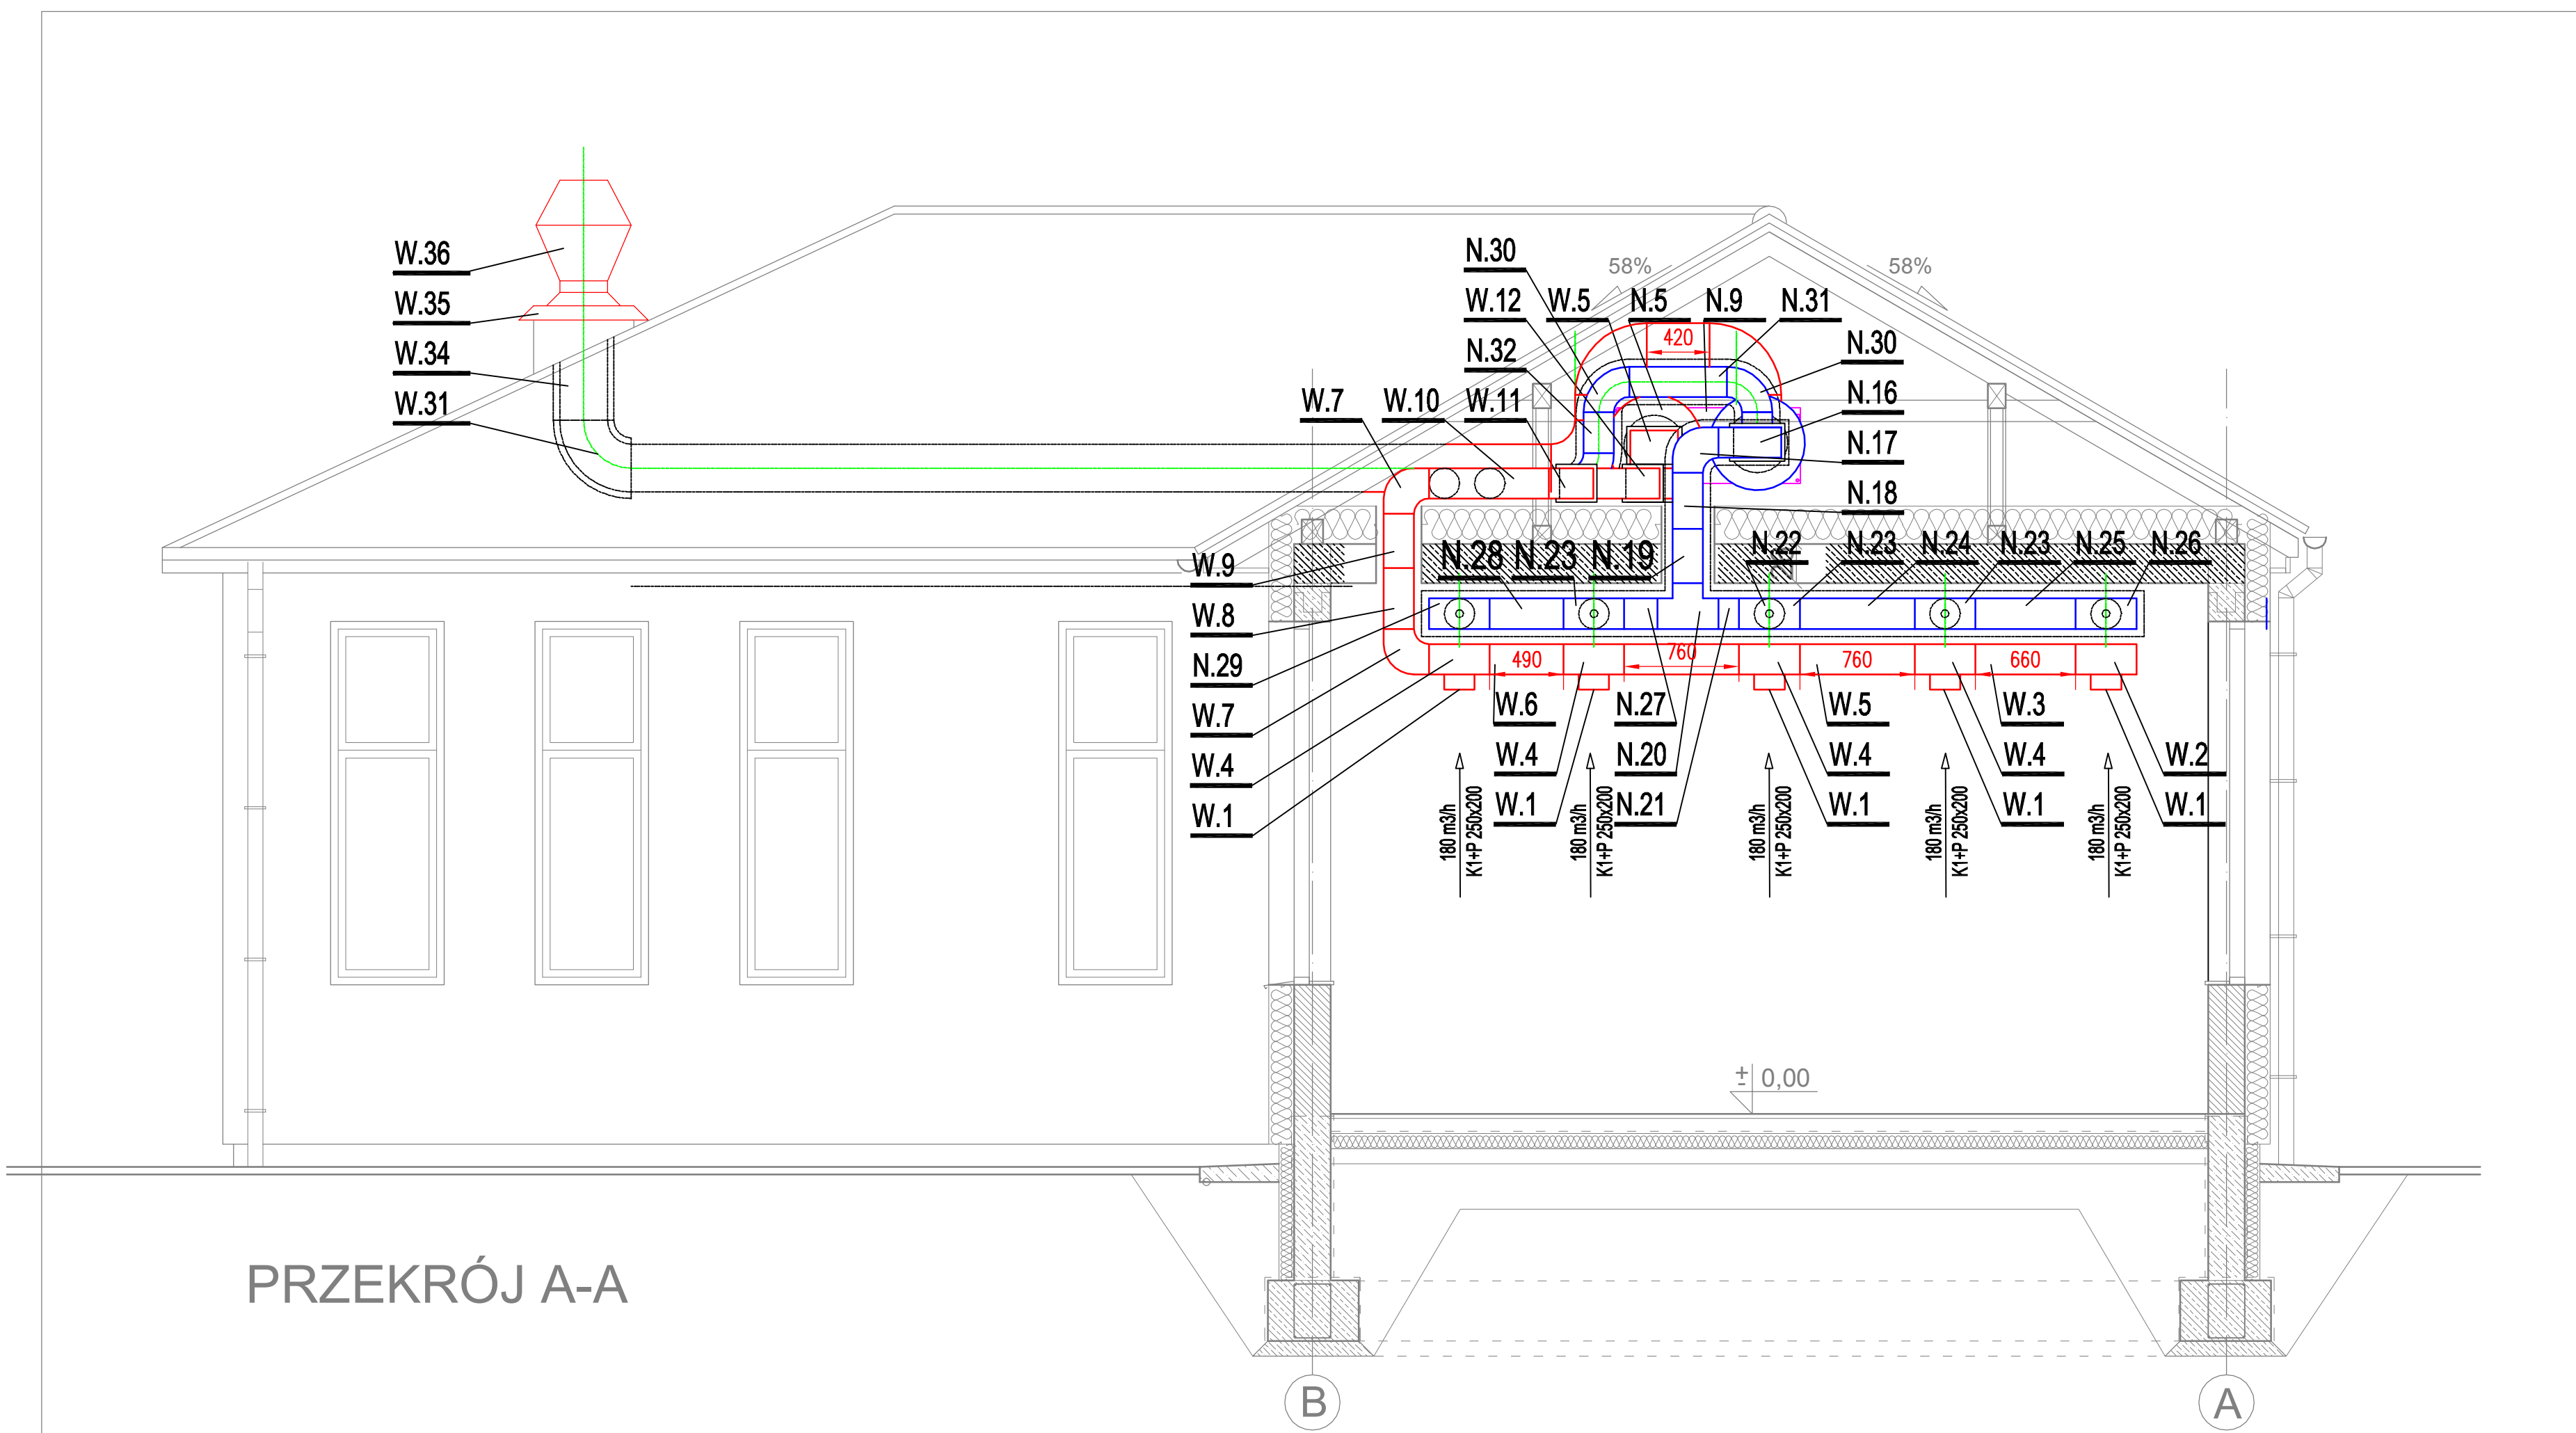 N.30
58%
58%
W.36
W.12
W.5
N.5
N.9
N.31
W.35
420
N.30
W.34
N.32
N.16
W.31
W.7
W.10
W.11
N.17
N.18
W.9
N.28
N.23
N.19
N.22
N.23
N.24
N.23
N.25
N.26
W.8
N.29
490
760
760
660
W.7
W.6
N.27
W.5
W.3
W.4
W.4
N.20
W.4
W.4
W.2
W.1
W.1
N.21
W.1
W.1
W.1
180 m3/h
K1+P 250x200
180 m3/h
K1+P 250x200
180 m3/h
K1+P 250x200
180 m3/h
K1+P 250x200
180 m3/h
K1+P 250x200
± 0,00
PRZEKRÓJ A-A
B
A